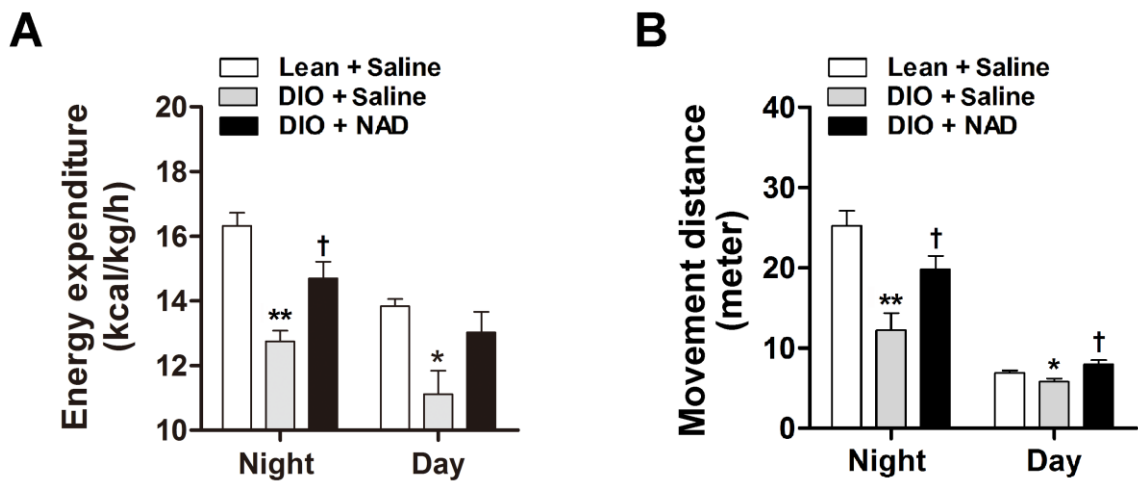 A
Lean + Saline
DIO + Saline
DIO + NAD
Energy expenditure
(kcal/kg/h)
20
18
16
14
12
10
**
†
*
Night
Day
B
Lean + Saline
DIO + Saline
DIO + NAD
Movement distance
(meter)
40
30
20
10
0
**
†
*
†
Night
Day